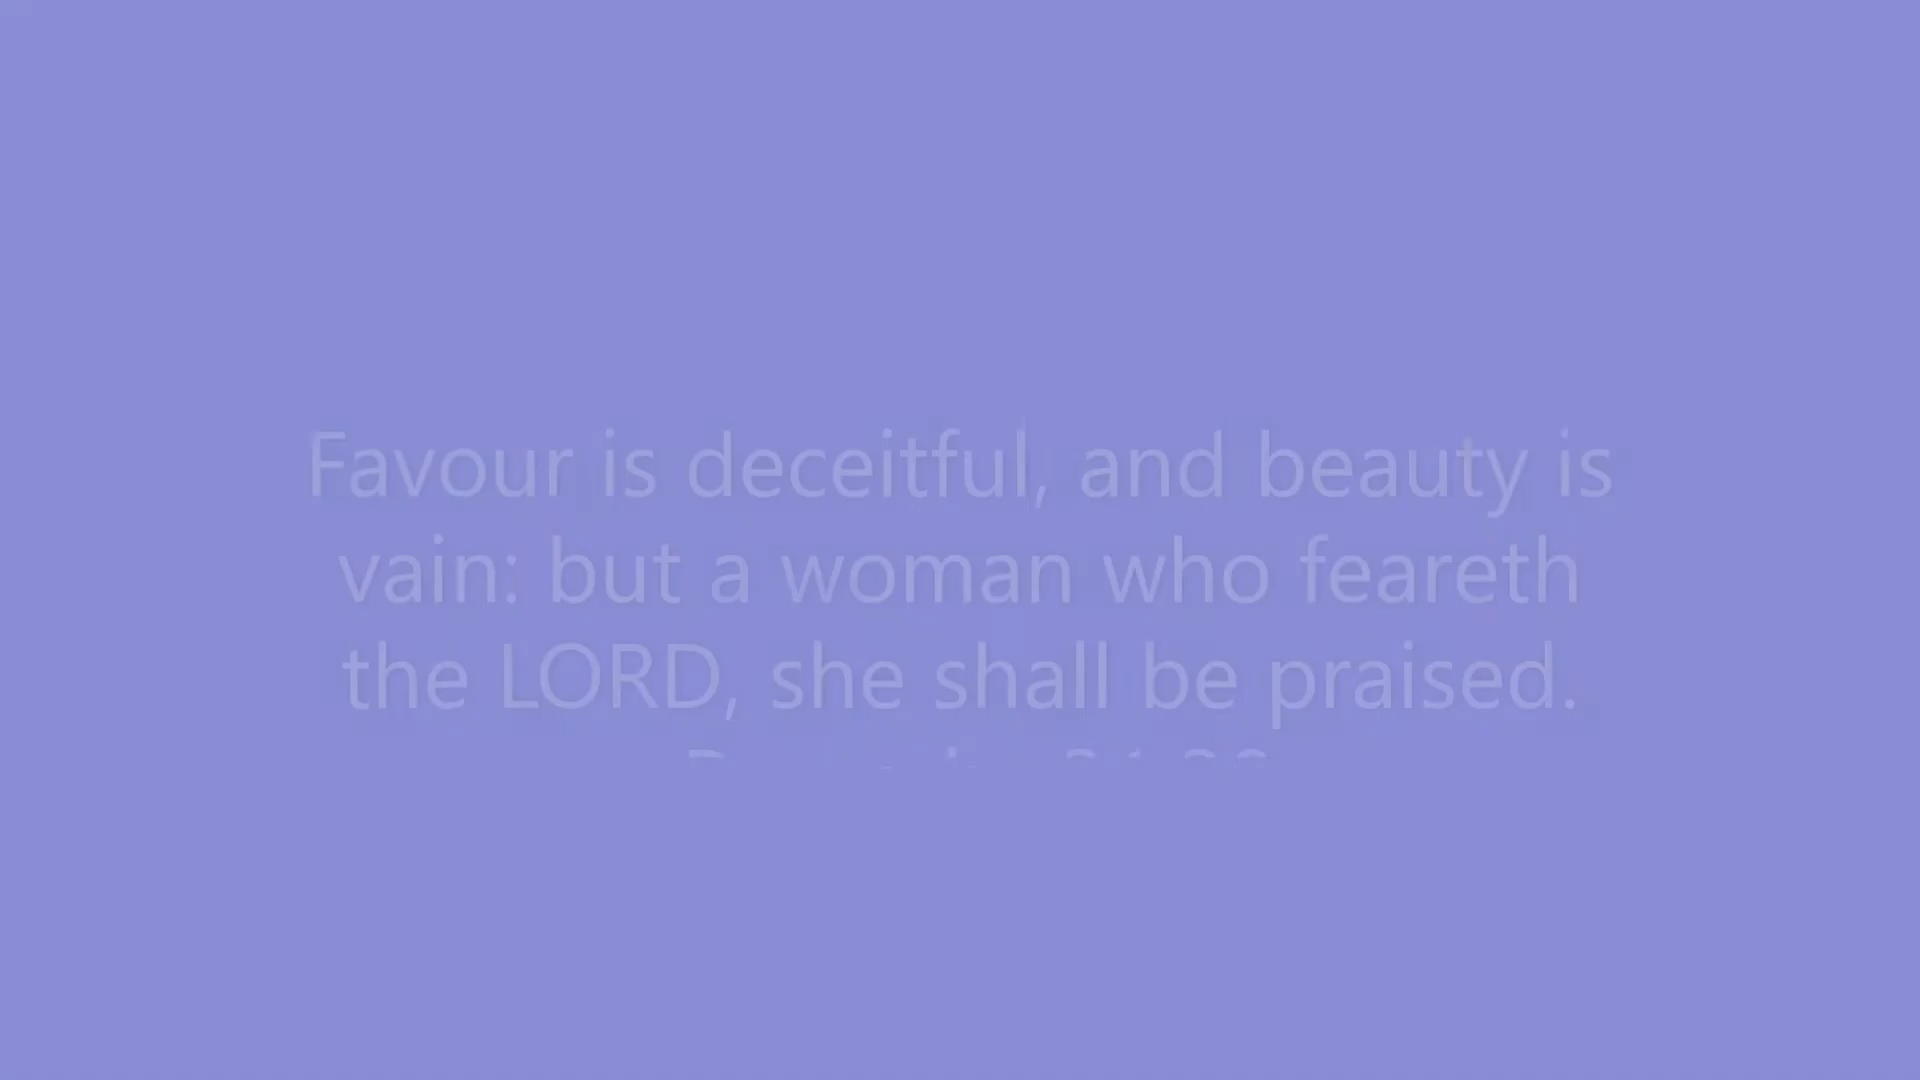 Favour is deceitful, and beauty is
vain: but a woman who feareth
the LORD, she shall be praised.